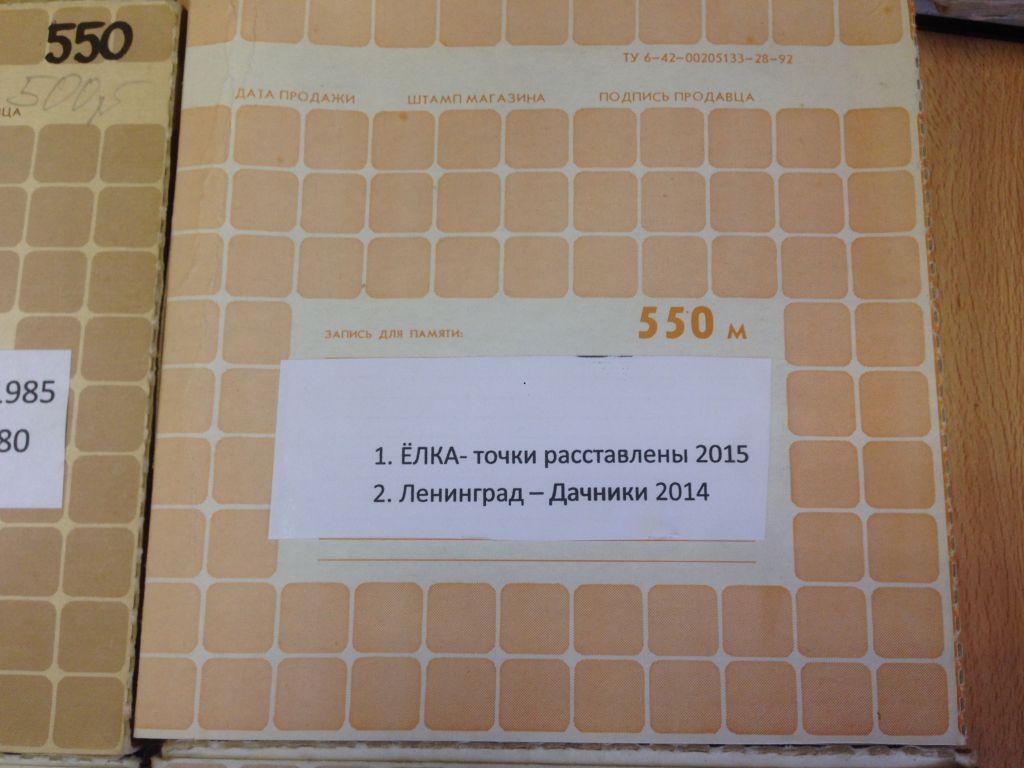 550
500р
ЦА
1985
80
ТУ 6-42-00205133-28-92
ДАТА ПРОДАЖИ ШТАМП МАГАЗИНА ПОДПИСЬ ПРОДАВЦА
ЗАПИСЬ ДЛЯ ПАМЯТИ: 550 м
1. ЁЛКА- точки расставлены 2015
2. Ленинград – Дачники 2014